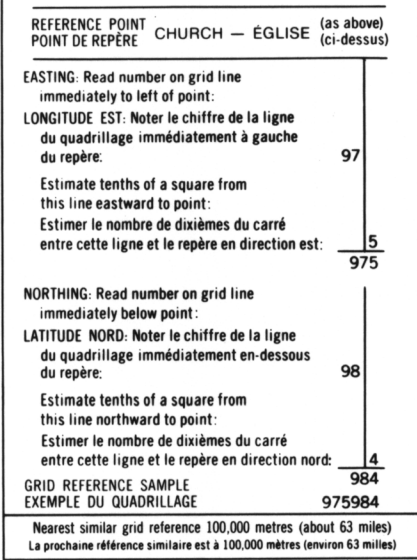 REFERENCE POINT CHURCH — ÉGLISE (as above)
POINT DE REPÈRE (ci-dessus)
EASTING: Read number on grid line
immediately to left of point:
LONGITUDE EST: Noter le chiffre de la ligne
du quadrillage immédiatement à gauche
du repère: 97
Estimate tenths of a square from
this line eastward to point:
Estimer le nombre de dixièmes du carré
entre cette ligne et le repère en direction est: 5
975
NORTHING: Read number on grid line
immediately below point:
LATITUDE NORD: Noter le chiffre de la ligne
du quadrillage immédiatement en-dessous
du repère: 98
Estimate tenths of a square from
this line northward to point:
Estimer le nombre de dixièmes du carré
entre cette ligne et le repère en direction nord: 4
GRID REFERENCE SAMPLE 984
EXEMPLE DU QUADRILLAGE 975984
Nearest similar grid reference 100,000 metres (about 63 miles)
La prochaine référence similaire est à 100,000 mètres (environ 63 milles)